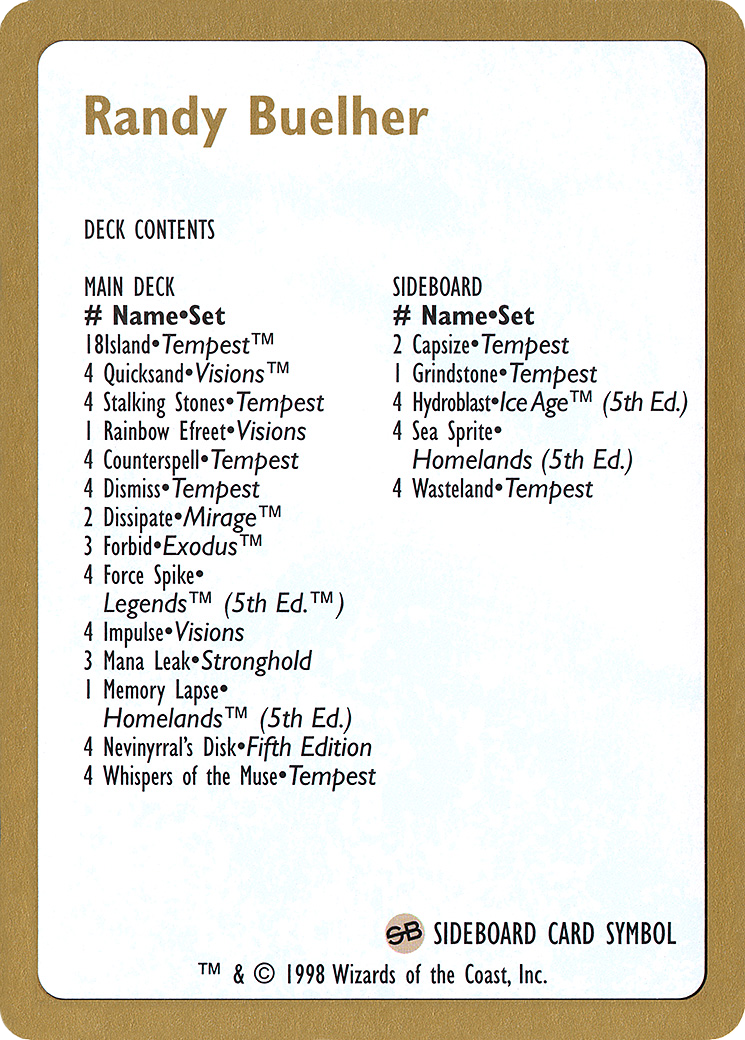 Randy Buelher
DECK CONTENTS
MAIN DECK
# Name•Set
18Island•Tempest™
4 Quicksand•Visions™
4 Stalking Stones•Tempest
1 Rainbow Efreet•Visions
4 Counterspell•Tempest
4 Dismiss•Tempest
2 Dissipate•Mirage™
3 Forbid•Exodus™
4 Force Spike•
Legends™ (5th Ed.™)
4 Impulse•Visions
3 Mana Leak•Stronghold
1 Memory Lapse•
Homelands™ (5th Ed.)
4 Nevinyrral's Disk•Fifth Edition
4 Whispers of the Muse•Tempest
SIDEBOARD
# Name•Set
2 Capsize•Tempest
1 Grindstone•Tempest
4 Hydroblast•Ice Age™ (5th Ed.)
4 Sea Sprite•
Homelands (5th Ed.)
4 Wasteland•Tempest
SB SIDEBOARD CARD SYMBOL
™ & © 1998 Wizards of the Coast, Inc.